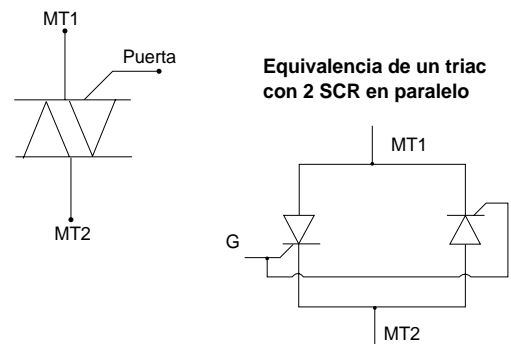 MT1
Puerta
MT2
Equivalencia de un triac
con 2 SCR en paralelo
MT1
G
MT2